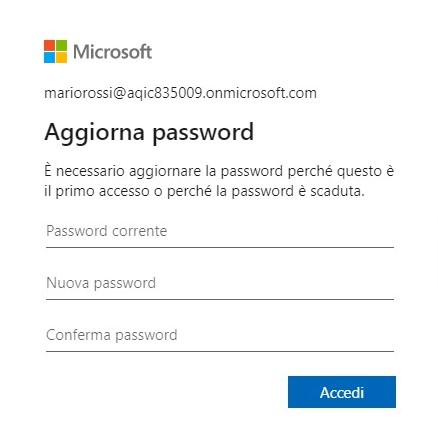 Microsoft
mariorossi@aqic835009.onmicrosoft.com
Aggiorna password
È necessario aggiornare la password perché questo è
il primo accesso o perché la password è scaduta.
Password corrente
Nuova password
Conferma password
Accedi